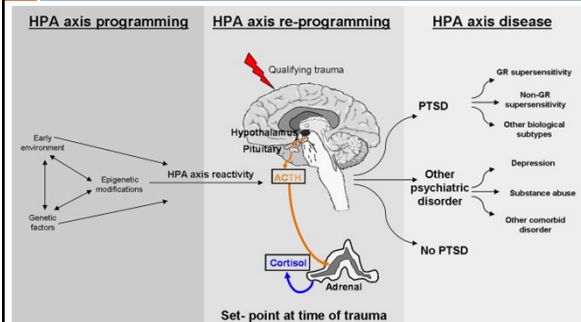 HPA axis programming
HPA axis re-programming
HPA axis disease
Early
environment
Epigenetic
modifications
Genetic
factors
HPA axis reactivity
Qualifying trauma
Hypothalamus
Pituitary
ACTH
Cortisol
Adrenal
Set- point at time of trauma
PTSD
GR supersensitivity
Non-GR
supersensitivity
Other biological
subtypes
Other
psychiatric
disorder
Depression
Substance abuse
Other comorbid
disorder
No PTSD